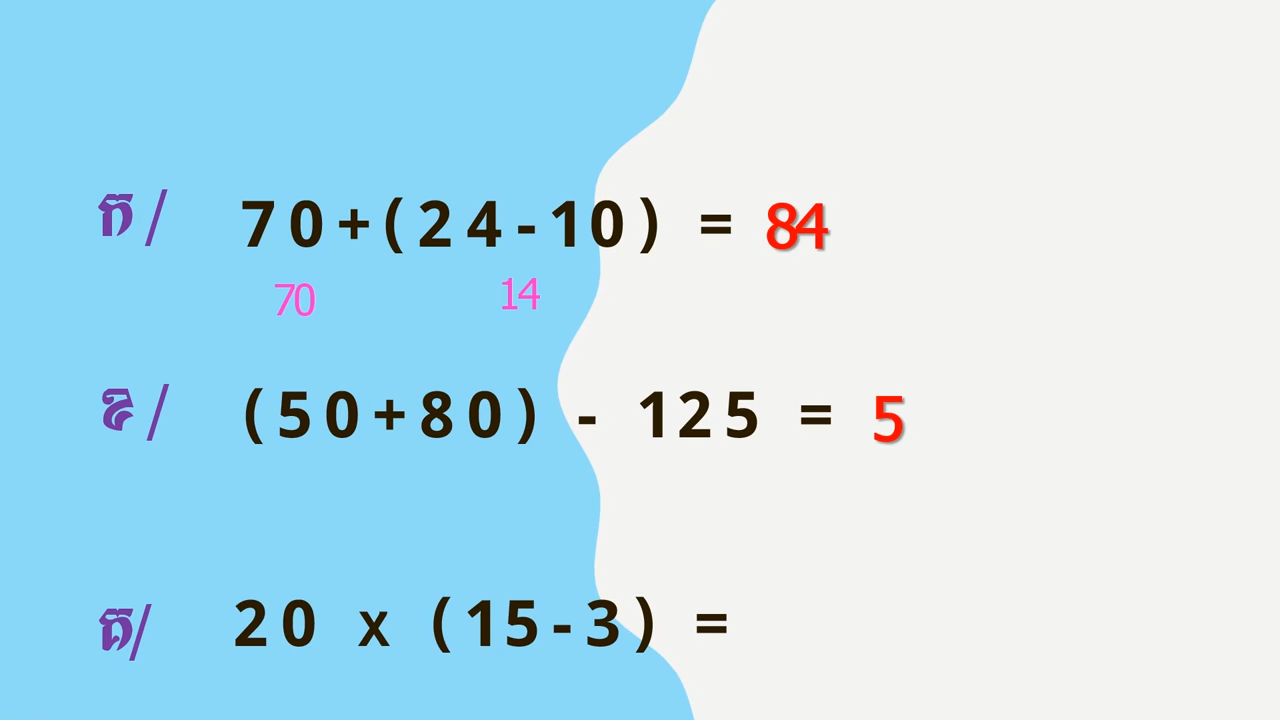 ក/ 70+(24-10) = 84
70 14
ខ/ (50+80) - 125 = 5
គ/ 20 x (15-3) =